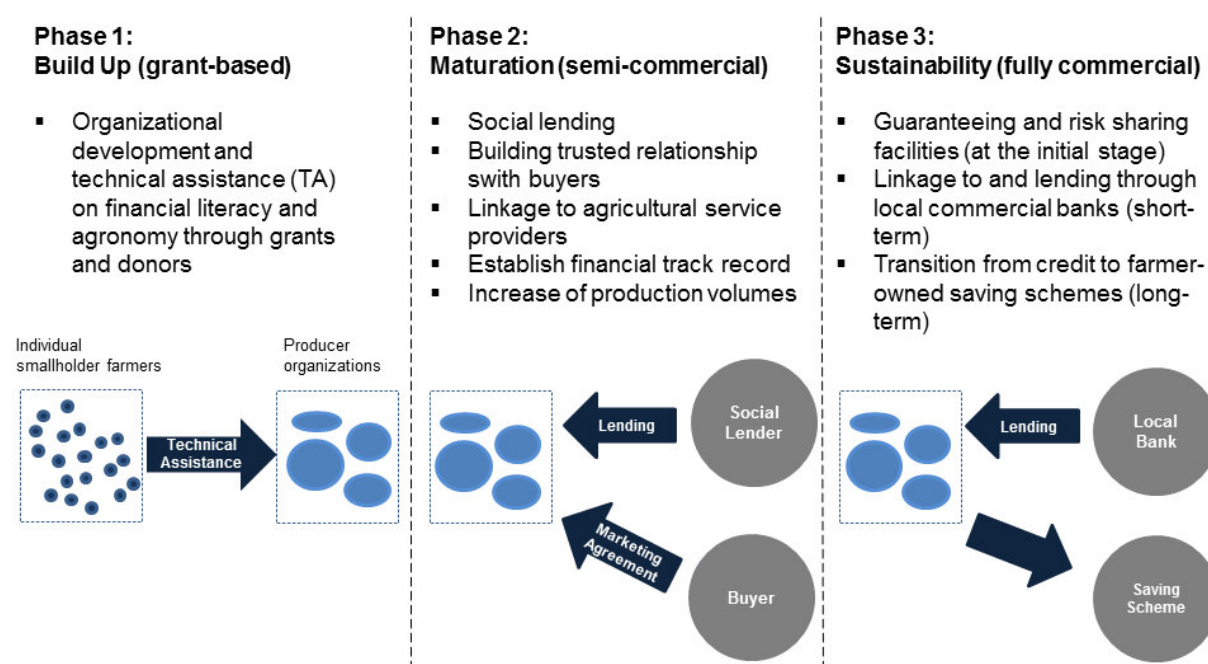 Phase 1:
Build Up (grant-based)
▪ Organizational
development and
technical assistance (TA)
on financial literacy and
agronomy through grants
and donors
Individual
smallholder farmers
Producer
organizations
Technical
Assistance
Phase 2:
Maturation (semi-commercial)
▪ Social lending
▪ Building trusted relationship
swith buyers
▪ Linkage to agricultural service
providers
▪ Establish financial track record
▪ Increase of production volumes
Lending
Social
Lender
Marketing
Agreement
Buyer
Phase 3:
Sustainability (fully commercial)
▪ Guaranteeing and risk sharing
facilities (at the initial stage)
▪ Linkage to and lending through
local commercial banks (short-
term)
▪ Transition from credit to farmer-
owned saving schemes (long-
term)
Lending
Local
Bank
Saving
Scheme